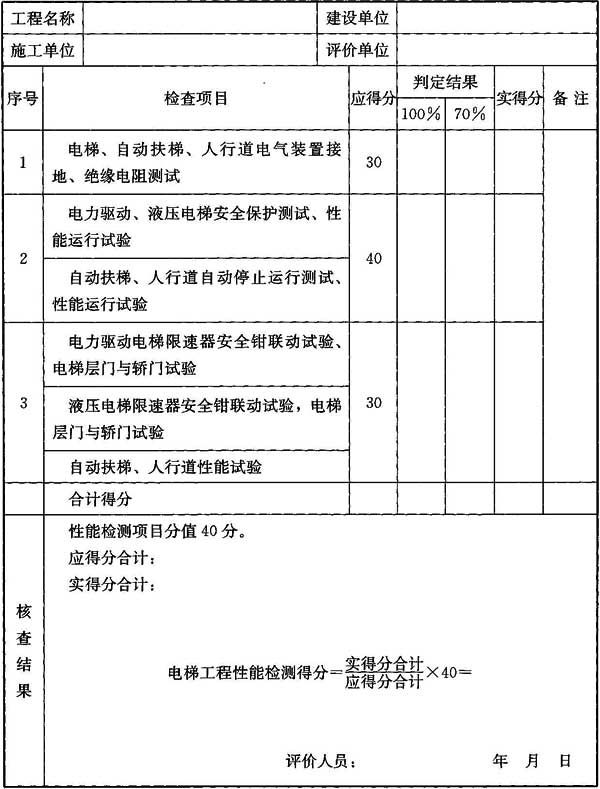 工程名称 建设单位
施工单位 评价单位
序号 检查项目 应得分 判定结果 实得分 备注
100% 70%
1 电梯、自动扶梯、人行道电气装置接 30
地、绝缘电阻测试
电力驱动、液压电梯安全保护测试、性
能运行试验
2 40
自动扶梯、人行道自动停止运行测试、
性能运行试验
电力驱动电梯限速器安全钳联动试验、
电梯层门与轿门试验
3 液压电梯限速器安全钳联动试验，电梯 30
层门与轿门试验
自动扶梯、人行道性能试验
合计得分
核查结果
性能检测项目分值40分。
应得分合计：
实得分合计：
电梯工程性能检测得分=实得分合计/应得分合计×40=
评价人员： 年 月 日